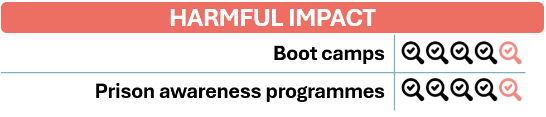 HARMFUL IMPACT
Boot camps
Prison awareness programmes